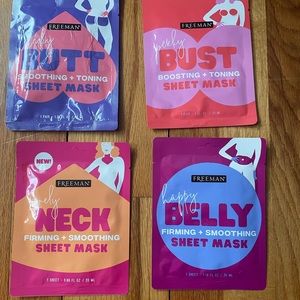 FREEMAN
BUTT
SMOOTHING + TONING
SHEET MASK
FREEMAN
BUST
BOOSTING + TONING
SHEET MASK
NEW!
FREEMAN
lovely
NECK
FIRMING + SMOOTHING
SHEET MASK
FREEMAN
happy
BELLY
FIRMING + SMOOTHING
SHEET MASK